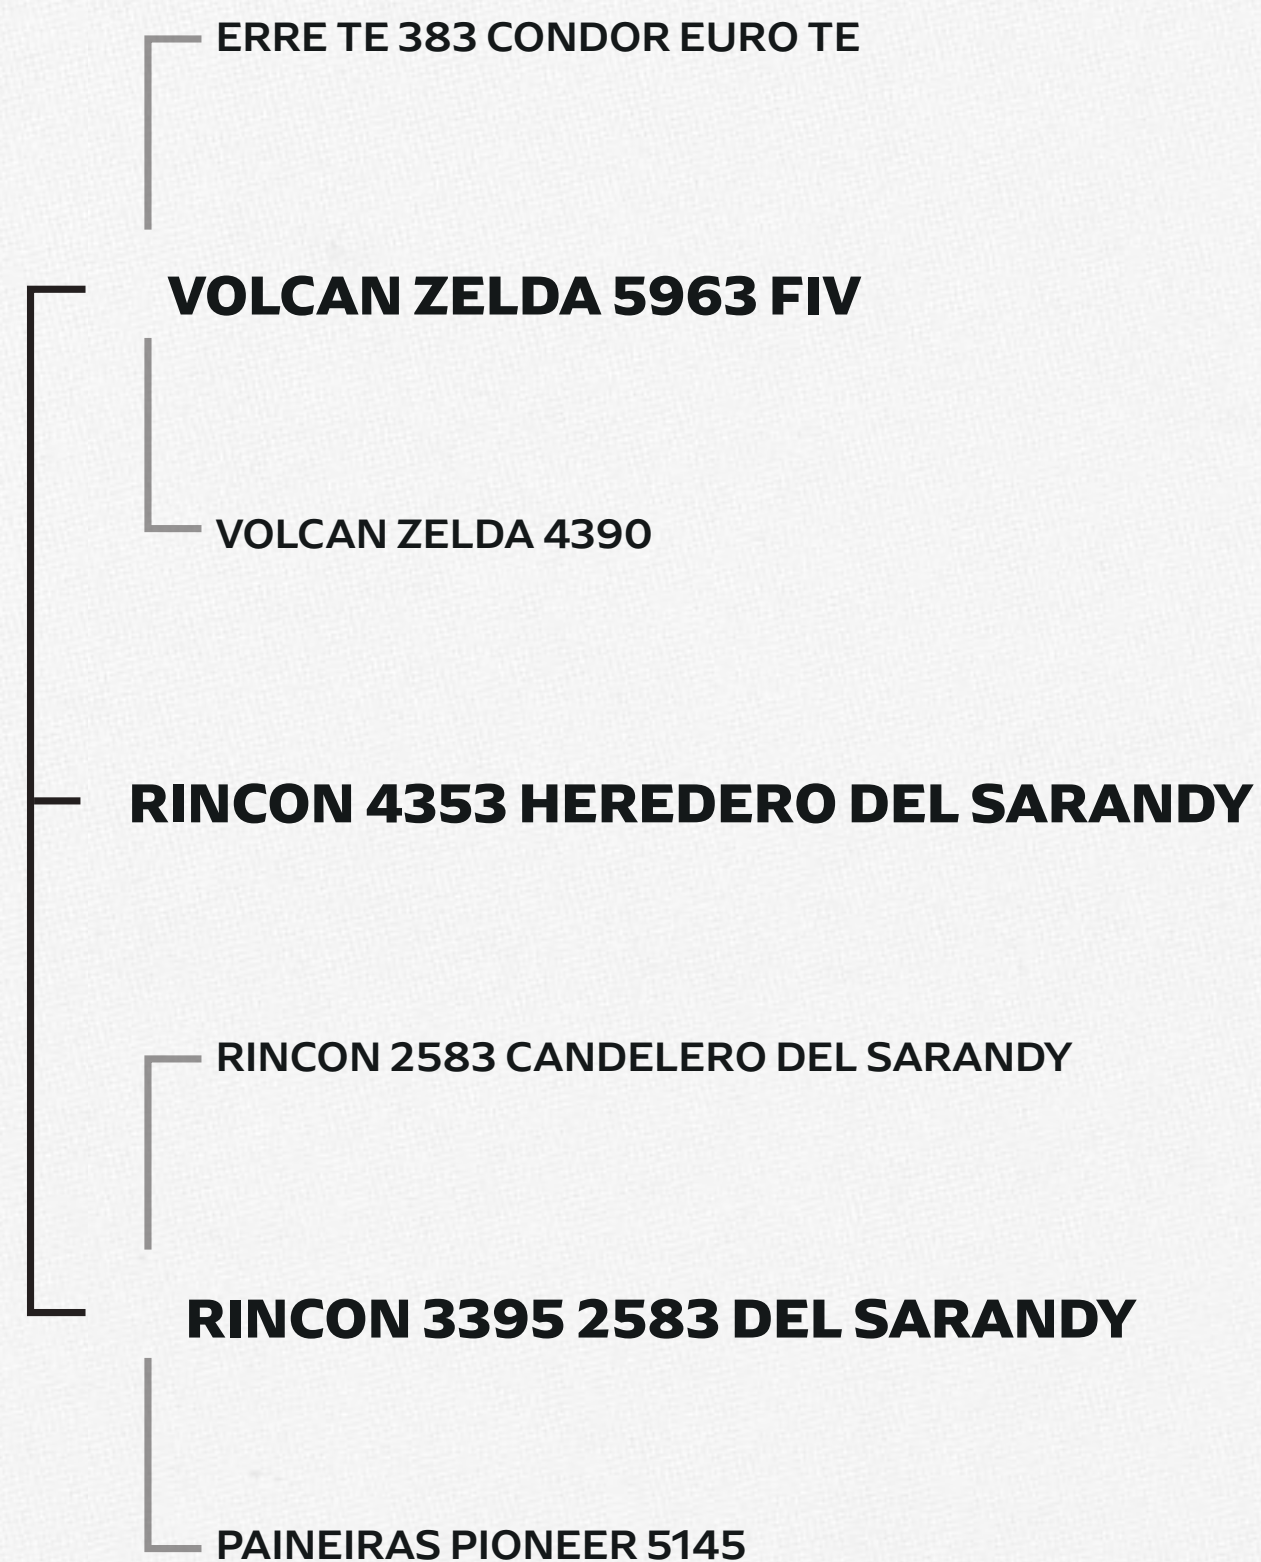 ERRE TE 383 CONDOR EURO TE
VOLCAN ZELDA 5963 FIV
VOLCAN ZELDA 4390
RINCON 4353 HEREDERO DEL SARANDY
RINCON 2583 CANDELERO DEL SARANDY
RINCON 3395 2583 DEL SARANDY
PAINEIRAS PIONEER 5145